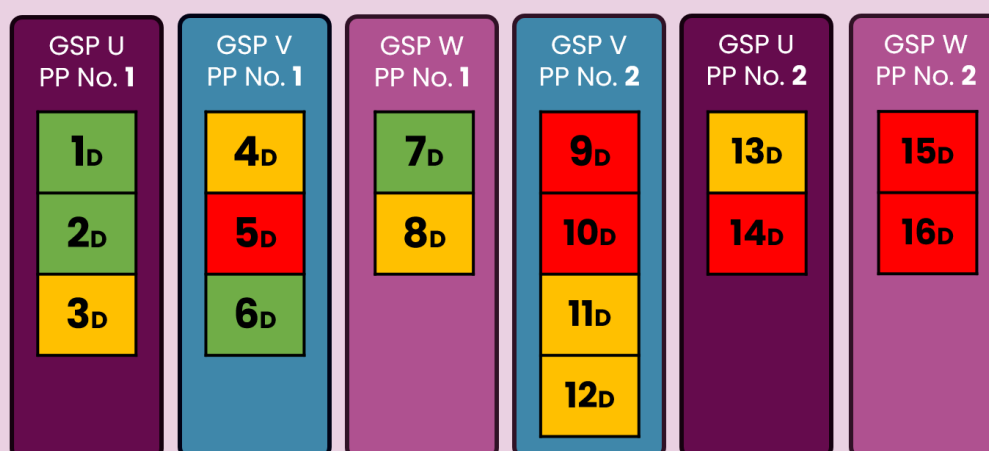 GSP U
PP No. 1
1D
2D
3D
GSP V
PP No. 1
4D
5D
6D
GSP W
PP No. 1
7D
8D
GSP V
PP No. 2
9D
10D
11D
12D
GSP U
PP No. 2
13D
14D
GSP W
PP No. 2
15D
16D